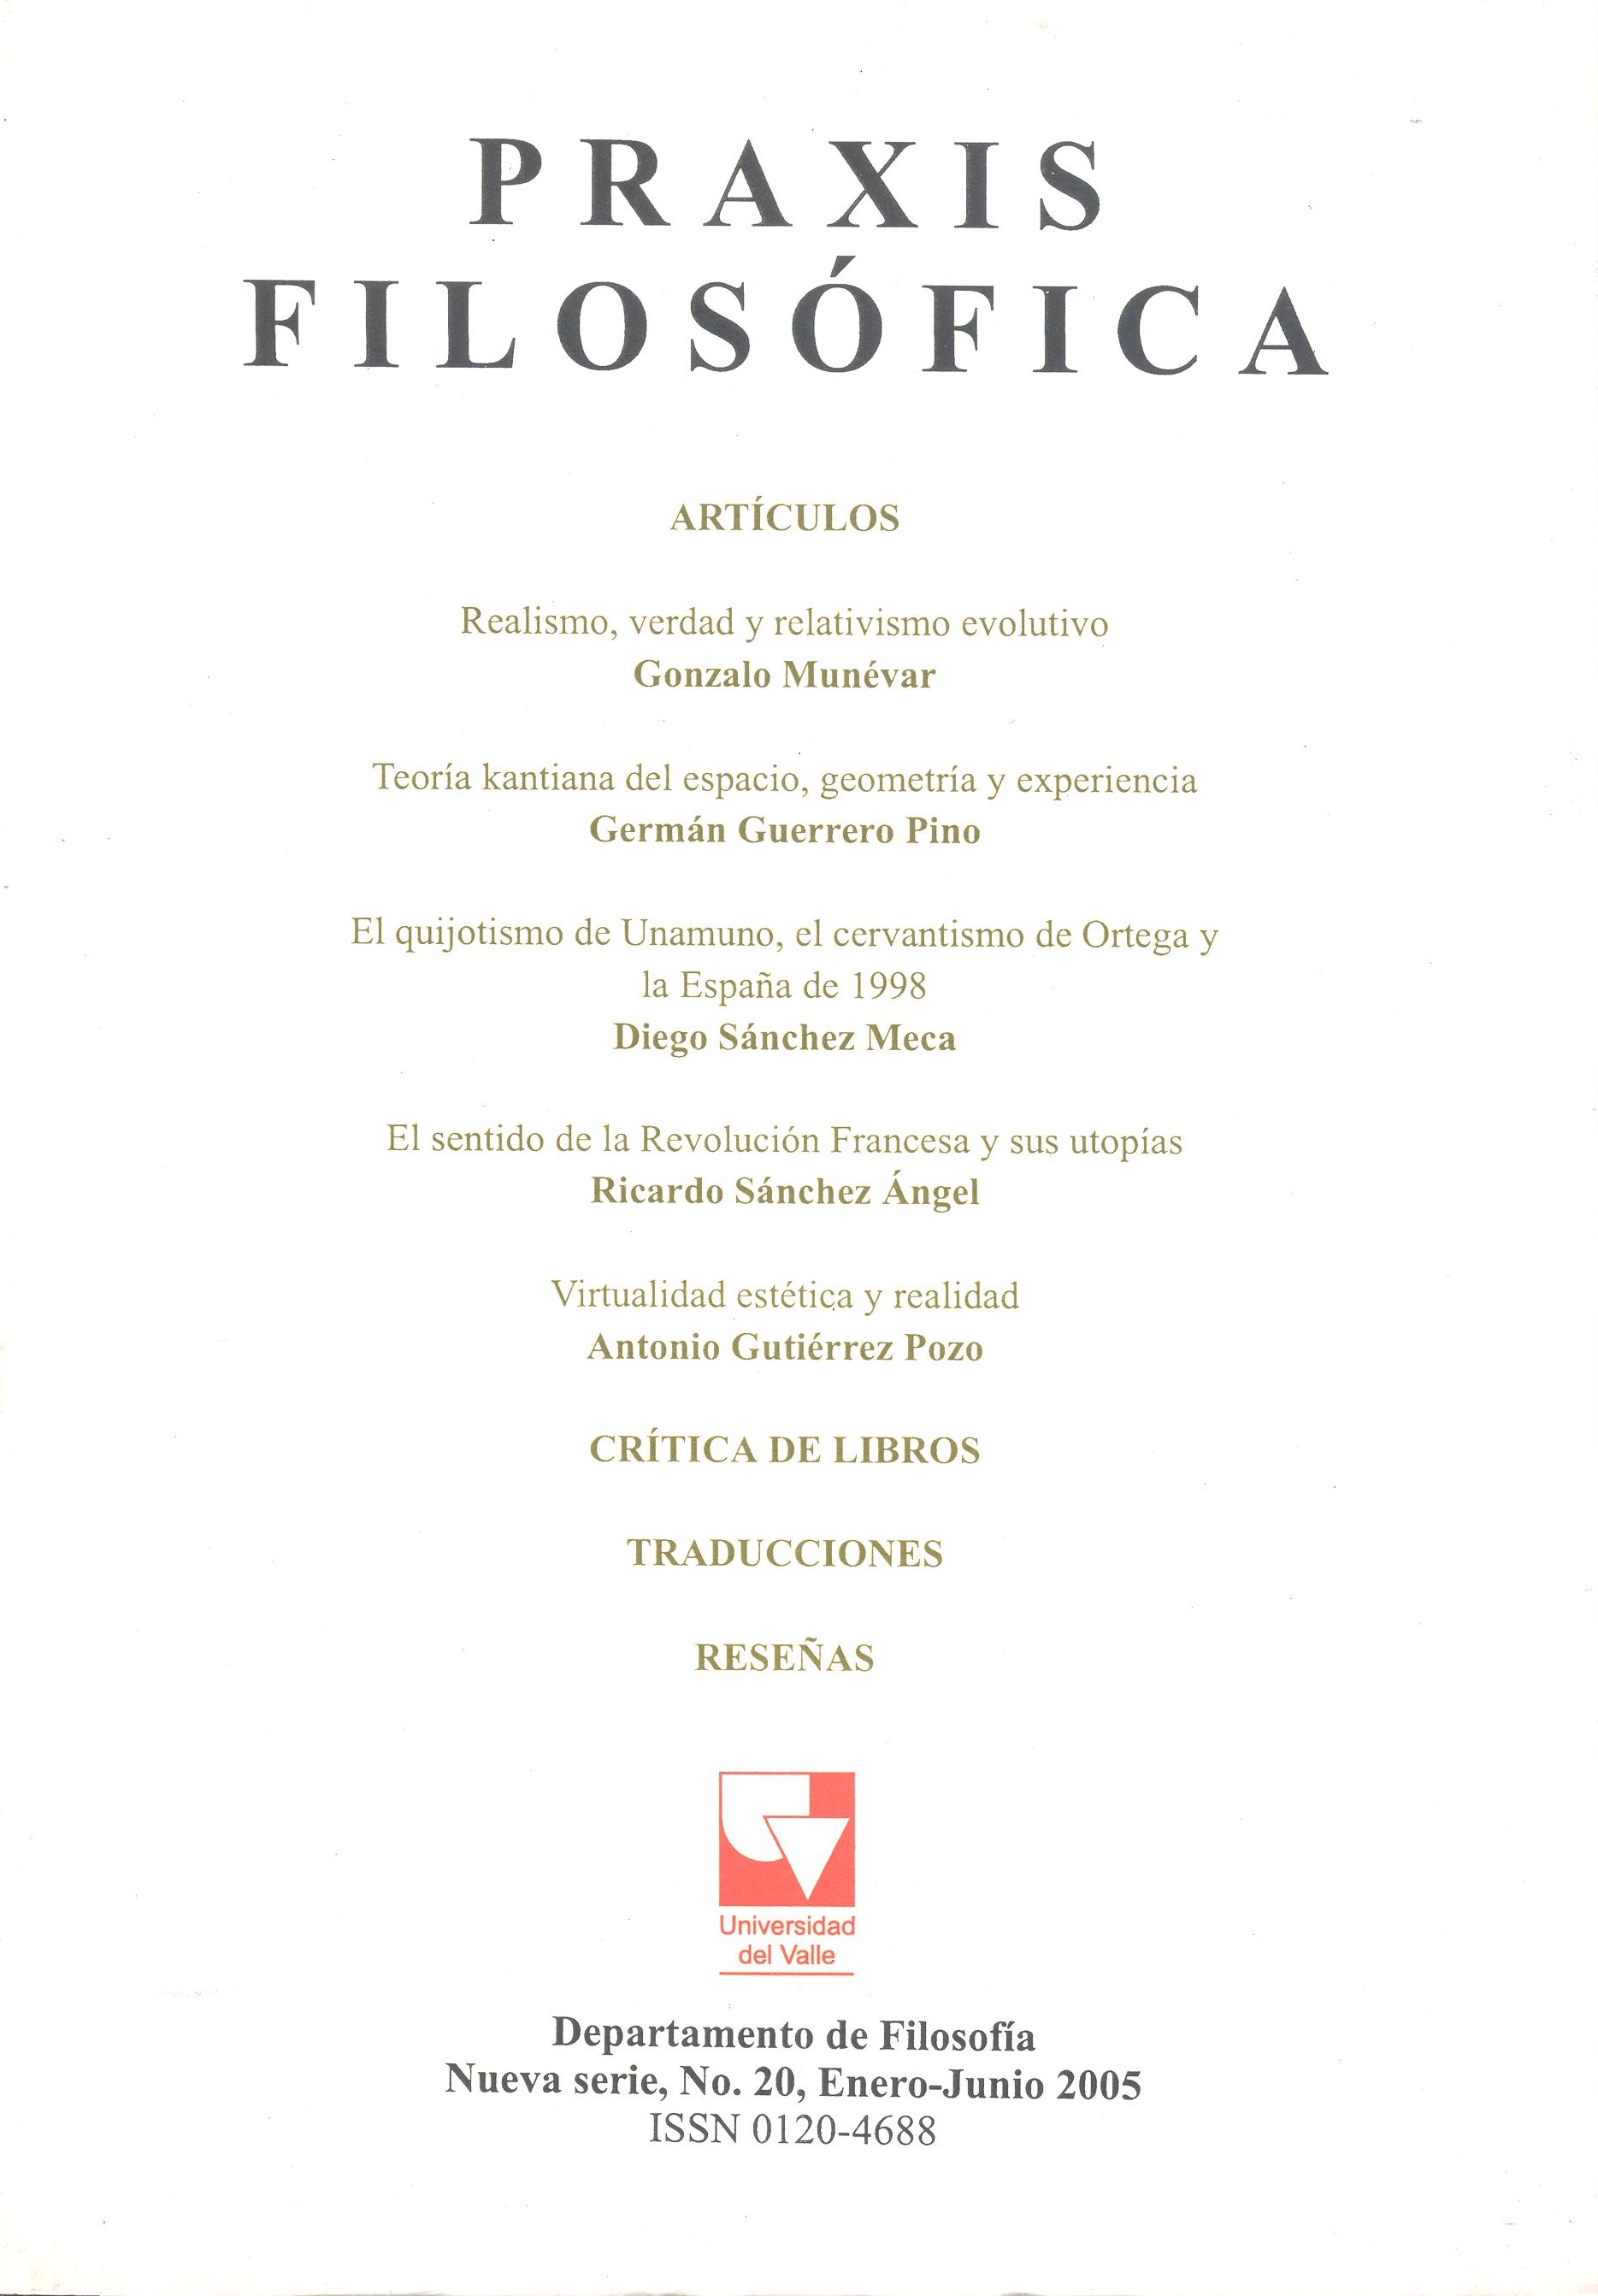 PRAXIS
FILOSÓFICA
ARTÍCULOS
Realismo, verdad y relativismo evolutivo
Gonzalo Munévar
Teoría kantiana del espacio, geometría y experiencia
Germán Guerrero Pino
El quijotismo de Unamuno, el cervantismo de Ortega y
la España de 1998
Diego Sánchez Meca
El sentido de la Revolución Francesa y sus utopías
Ricardo Sánchez Ángel
Virtualidad estética y realidad
Antonio Gutiérrez Pozo
CRÍTICA DE LIBROS
TRADUCCIONES
RESEÑAS
Universidad
del Valle
Departamento de Filosofía
Nueva serie, No. 20, Enero-Junio 2005
ISSN 0120-4688